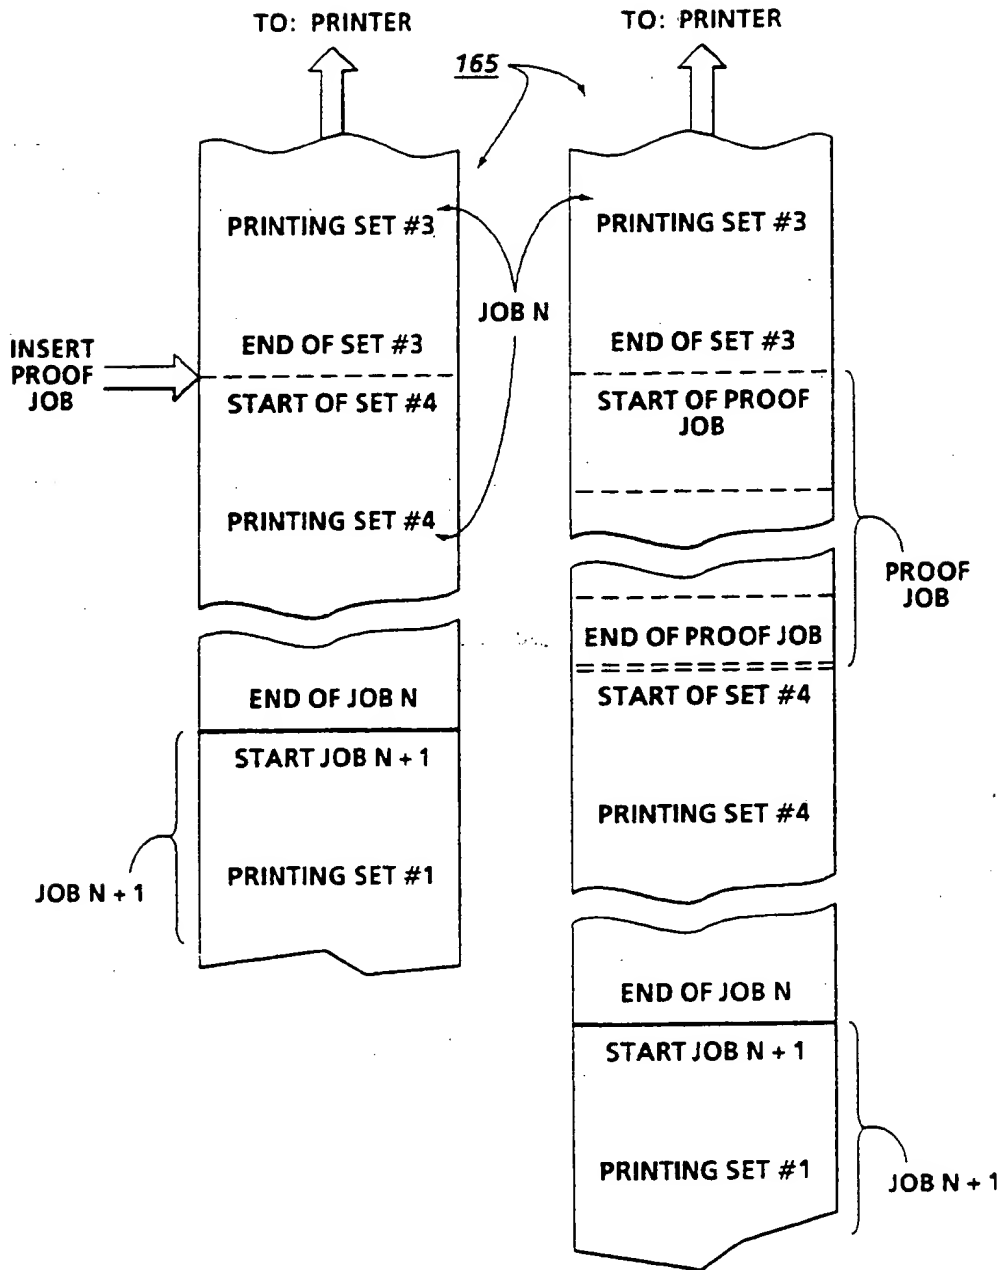 TO: PRINTER
TO: PRINTER
165
PRINTING SET #3
JOB N
END OF SET #3
INSERT
PROOF
JOB
START OF SET #4
PRINTING SET #4
END OF JOB N
START JOB N + 1
PRINTING SET #1
JOB N + 1
PRINTING SET #3
END OF SET #3
START OF PROOF
JOB
PROOF
JOB
END OF PROOF JOB
START OF SET #4
PRINTING SET #4
END OF JOB N
START JOB N + 1
PRINTING SET #1
JOB N + 1